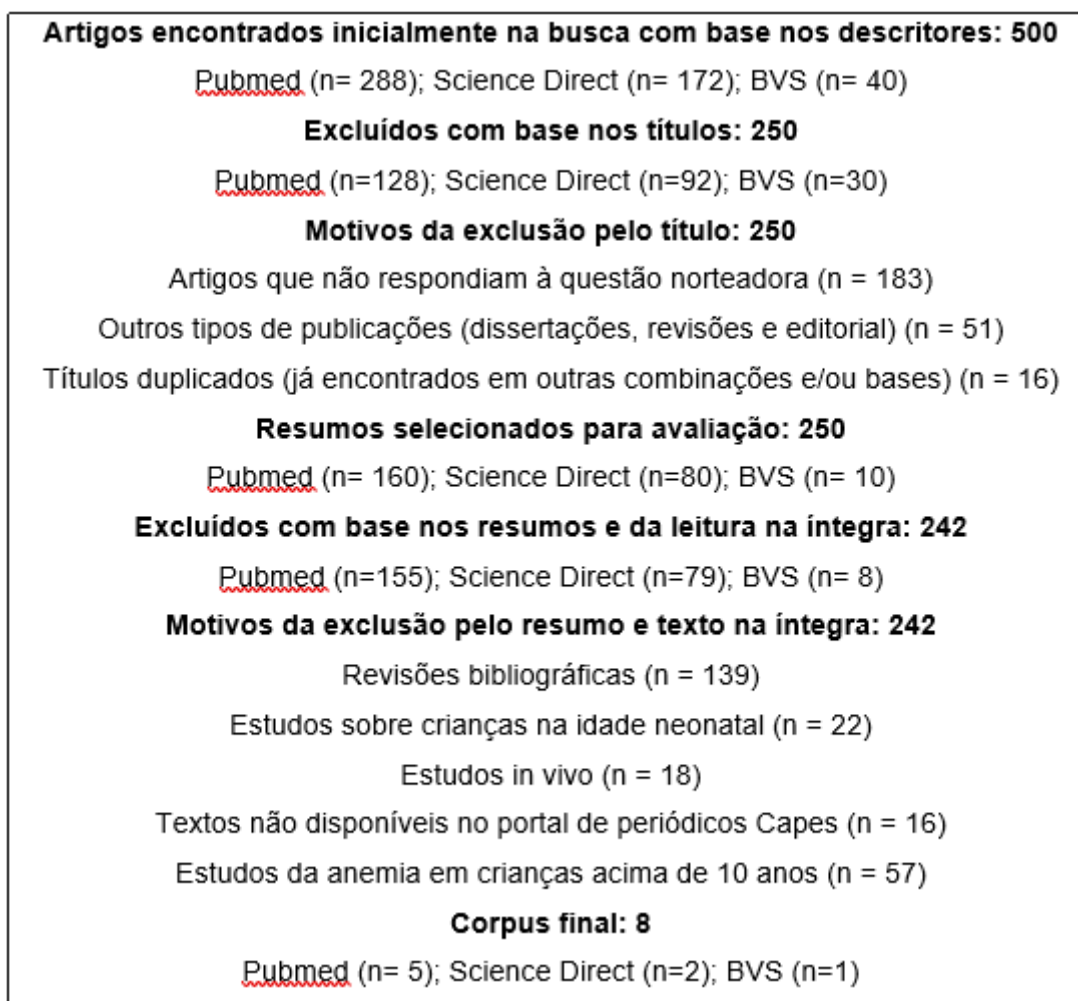 Artigos encontrados inicialmente na busca com base nos descritores: 500
Pubmed (n= 288); Science Direct (n= 172); BVS (n= 40)
Excluídos com base nos títulos: 250
Pubmed (n=128); Science Direct (n=92); BVS (n=30)
Motivos da exclusão pelo título: 250
Artigos que não respondiam à questão norteadora (n = 183)
Outros tipos de publicações (dissertações, revisões e editorial) (n = 51)
Títulos duplicados (já encontrados em outras combinações e/ou bases) (n = 16)
Resumos selecionados para avaliação: 250
Pubmed (n= 160); Science Direct (n=80); BVS (n= 10)
Excluídos com base nos resumos e da leitura na íntegra: 242
Pubmed (n=155); Science Direct (n=79); BVS (n= 8)
Motivos da exclusão pelo resumo e texto na íntegra: 242
Revisões bibliográficas (n = 139)
Estudos sobre crianças na idade neonatal (n = 22)
Estudos in vivo (n = 18)
Textos não disponíveis no portal de periódicos Capes (n = 16)
Estudos da anemia em crianças acima de 10 anos (n = 57)
Corpus final: 8
Pubmed (n= 5); Science Direct (n=2); BVS (n=1)